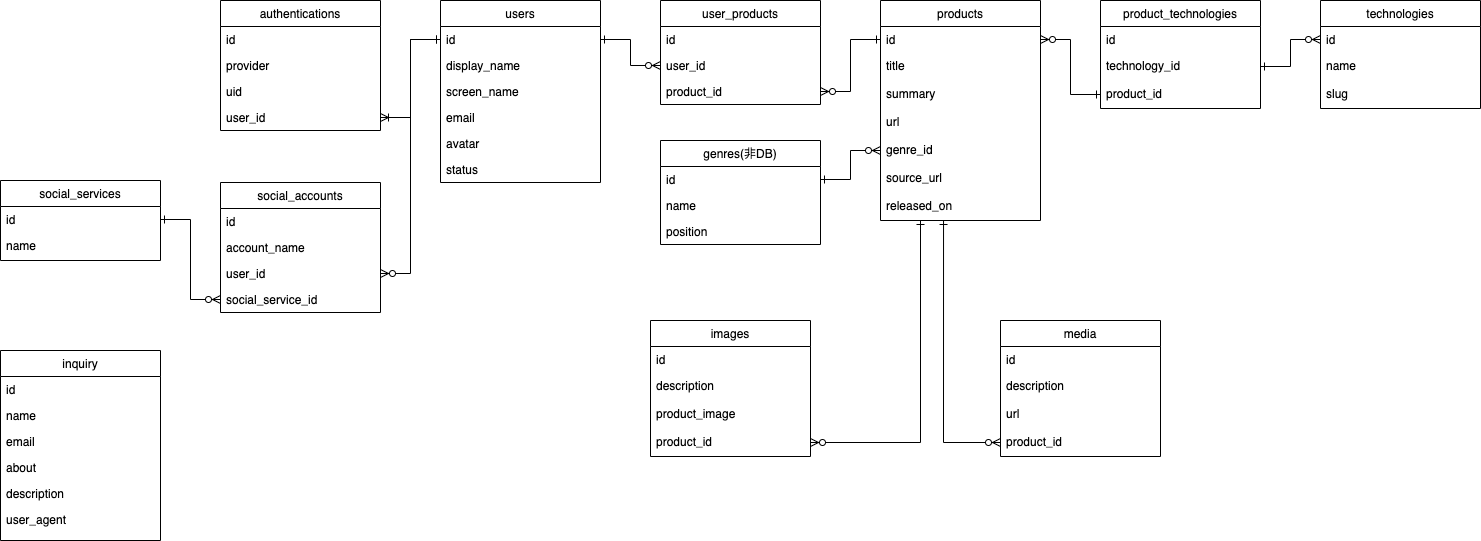 authentications
id
provider
uid
user_id
users
id
display_name
screen_name
email
avatar
status
user_products
id
user_id
product_id
products
id
title
summary
url
genre_id
source_url
released_on
product_technologies
id
technology_id
product_id
technologies
id
name
slug
genres(非DB)
id
name
position
social_services
id
name
social_accounts
id
account_name
user_id
social_service_id
inquiry
id
name
email
about
description
user_agent
images
id
description
product_image
product_id
media
id
description
url
product_id